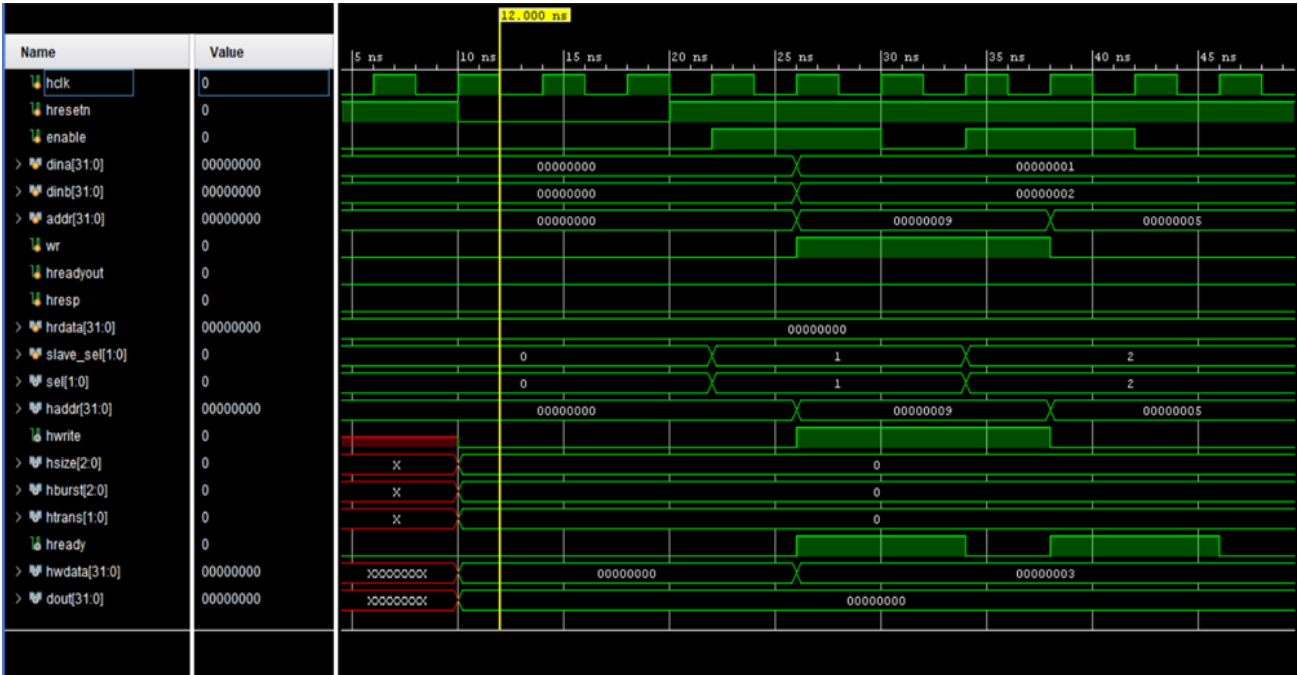 12.000 ns
Name Value
5 ns 10 ns 15 ns 20 ns 25 ns 30 ns 35 ns 40 ns 45 ns
hclk 0
hresetn 0
enable 0
dina[31:0] 00000000 00000000 00000001
dinb[31:0] 00000000 00000000 00000002
addr[31:0] 00000000 00000000 00000009 00000005
wr 0
hreadyout 0
hresp 0
hrdata[31:0] 00000000 00000000
slave_sel[1:0] 0 0 1 2
sel[1:0] 0 0 1 2
haddr[31:0] 00000000 00000000 00000009 00000005
hwrite 0
hsize[2:0] 0 X 0
hburst[2:0] 0 X 0
htrans[1:0] 0 X 0
hready 0
hwdata[31:0] 00000000 XXXXXXXX 00000000 00000003
dout[31:0] 00000000 XXXXXXXX 00000000